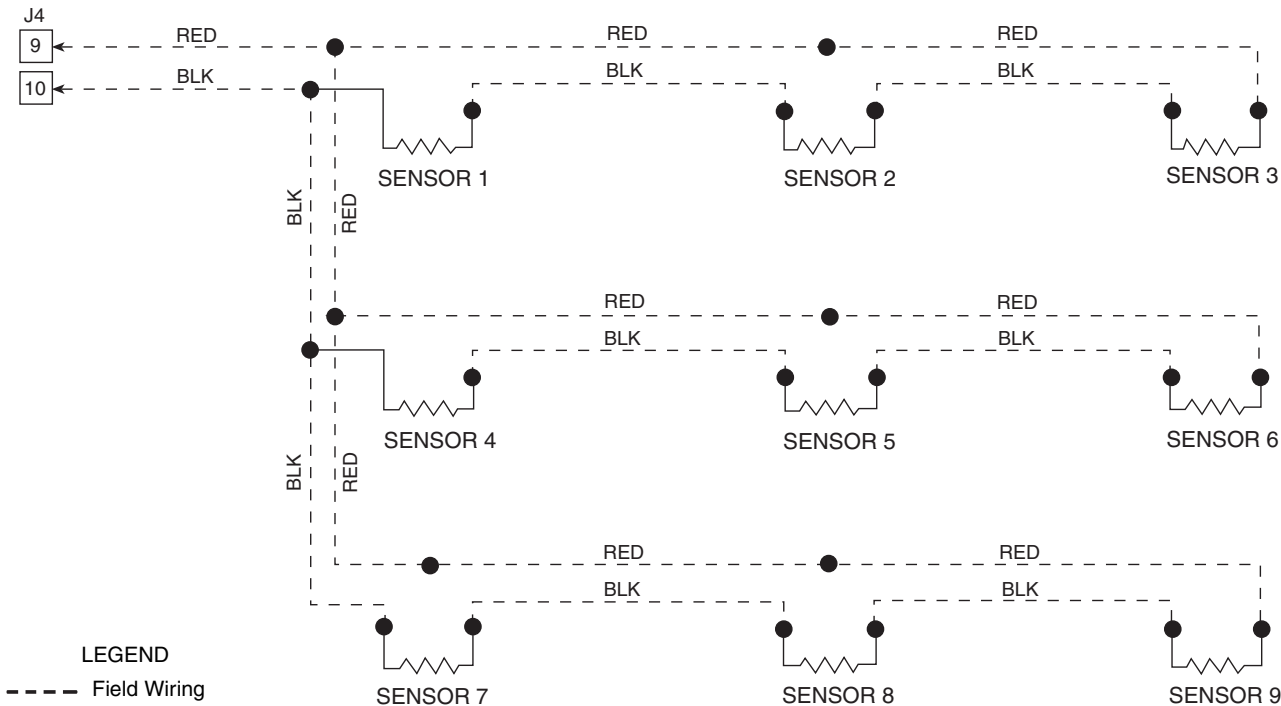 J4
9
RED
RED
RED
10
BLK
BLK
BLK
SENSOR 1
SENSOR 2
SENSOR 3
BLK
RED
RED
RED
BLK
BLK
SENSOR 4
SENSOR 5
SENSOR 6
BLK
RED
RED
RED
BLK
BLK
LEGEND
Field Wiring
SENSOR 7
SENSOR 8
SENSOR 9